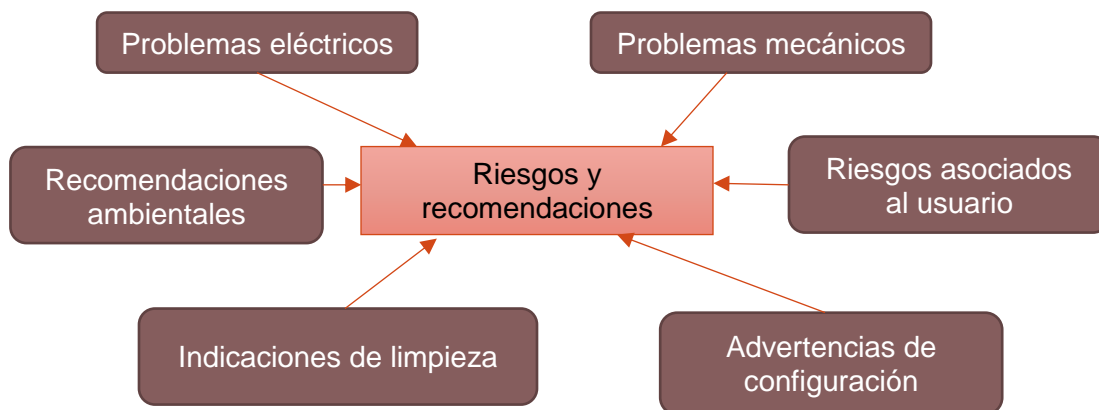 Problemas eléctricos
Problemas mecánicos
Recomendaciones
ambientales
Riesgos y
recomendaciones
Riesgos asociados
al usuario
Indicaciones de limpieza
Advertencias de
configuración